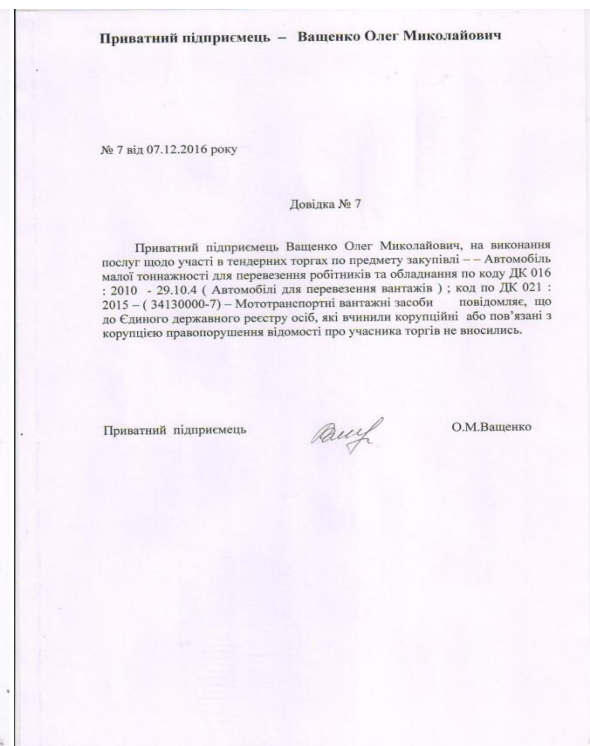 Приватний підприємець – Ващенко Олег Миколайович
№ 7 від 07.12.2016 року
Довідка № 7
Приватний підприємець Ващенко Олег Миколайович, на виконання
послуг щодо участі в тендерних торгах по предмету закупівлі – – Автомобіль
малої тоннажності для перевезення робітників та обладнання по коду ДК 016
: 2010 - 29.10.4 ( Автомобілі для перевезення вантажів ) ; код по ДК 021 :
2015 – ( 34130000-7) – Мототранспортні вантажні засоби повідомляє, що
до Єдиного державного реєстру осіб, які вчинили корупційні або пов’язані з
корупцією правопорушення відомості про учасника торгів не вносились.
Приватний підприємець О.М.Ващенко